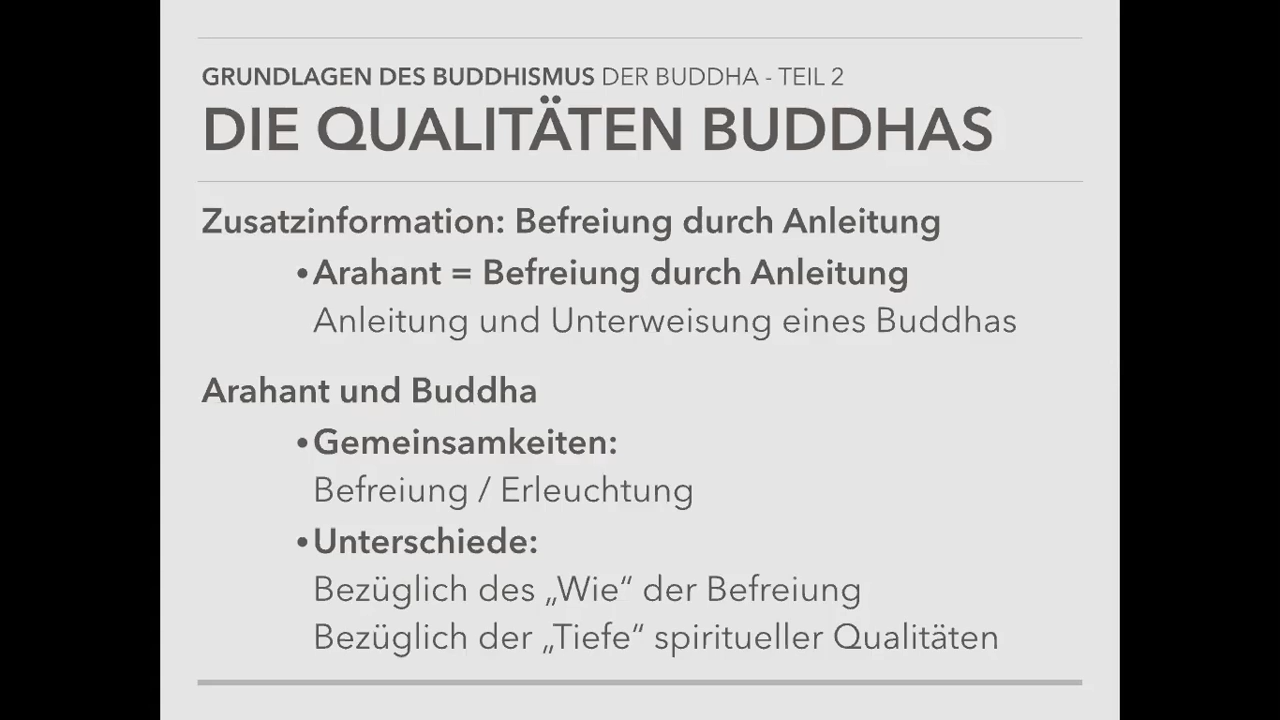 GRUNDLAGEN DES BUDDHISMUS DER BUDDHA - TEIL 2
DIE QUALITÄTEN BUDDHAS
Zusatzinformation: Befreiung durch Anleitung
•Arahant = Befreiung durch Anleitung
Anleitung und Unterweisung eines Buddhas
Arahant und Buddha
•Gemeinsamkeiten:
Befreiung / Erleuchtung
•Unterschiede:
Bezüglich des „Wie“ der Befreiung
Bezüglich der „Tiefe“ spiritueller Qualitäten